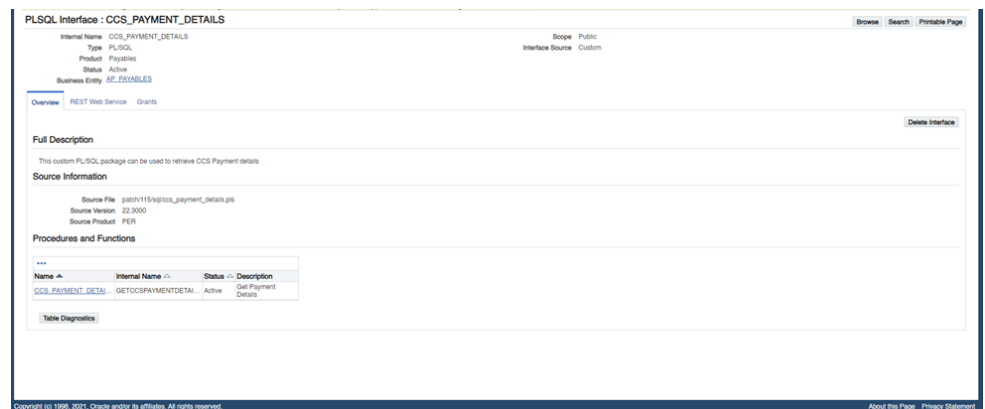 PLSQL Interface : CCS_PAYMENT_DETAILS
Browse Search Printable Page
Internal Name CCS_PAYMENT_DETAILS
Scope Public
Type PL/SQL
Interface Source Custom
Product Payables
Status Active
Business Entity AP_PAYABLES
Overview REST Web Service Grants
Delete Interface
Full Description
This custom PL/SQL package can be used to retrieve CCS Payment details
Source Information
Source File patch/115/sql/ccs_payment_details.pls
Source Version 22.3000
Source Product PER
Procedures and Functions
...
Name Internal Name Status Description
CCS_PAYMENT_DETAI... GETCCSPAYMENTDETAI... Active Get Payment
Details
Table Diagnostics
Copyright (c) 1998, 2021, Oracle and/or its affiliates. All rights reserved.
About this Page Privacy Statement